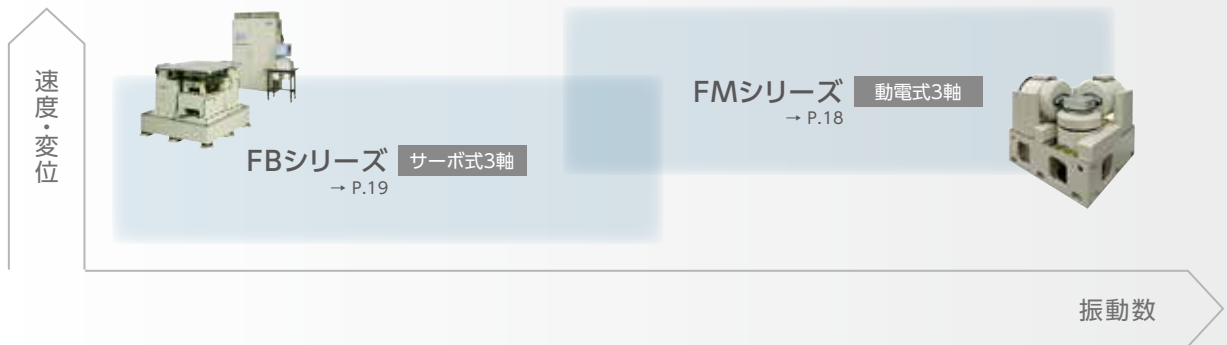 速度・変位
FMシリーズ 動電式3軸
→ P.18
FBシリーズ サーボ式3軸
→ P.19
振動数